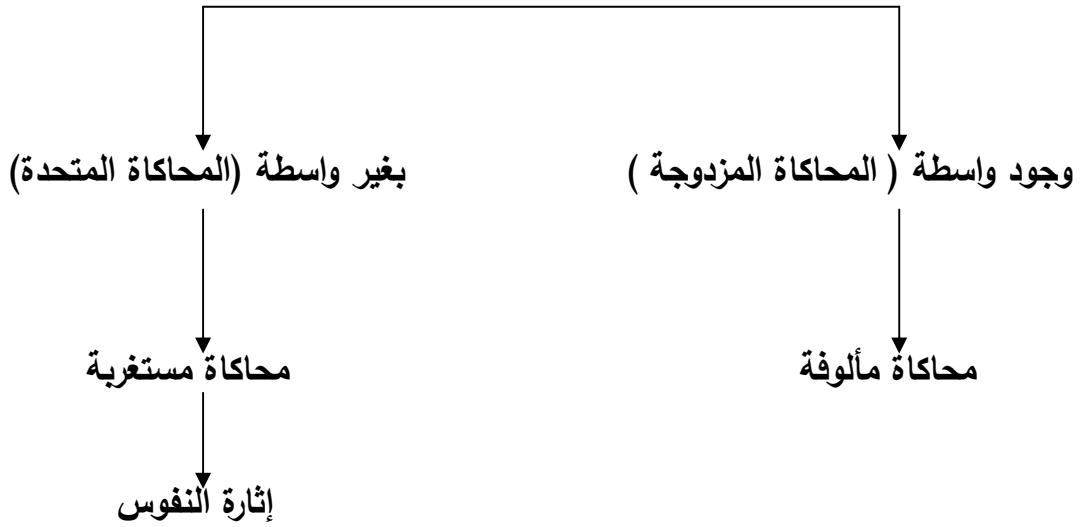 وجود واسطة ( المحاكاة المزدوجة )
بغير واسطة (المحاكاة المتحدة)
محاكاة مألوفة
محاكاة مستغربة
إثارة النفوس